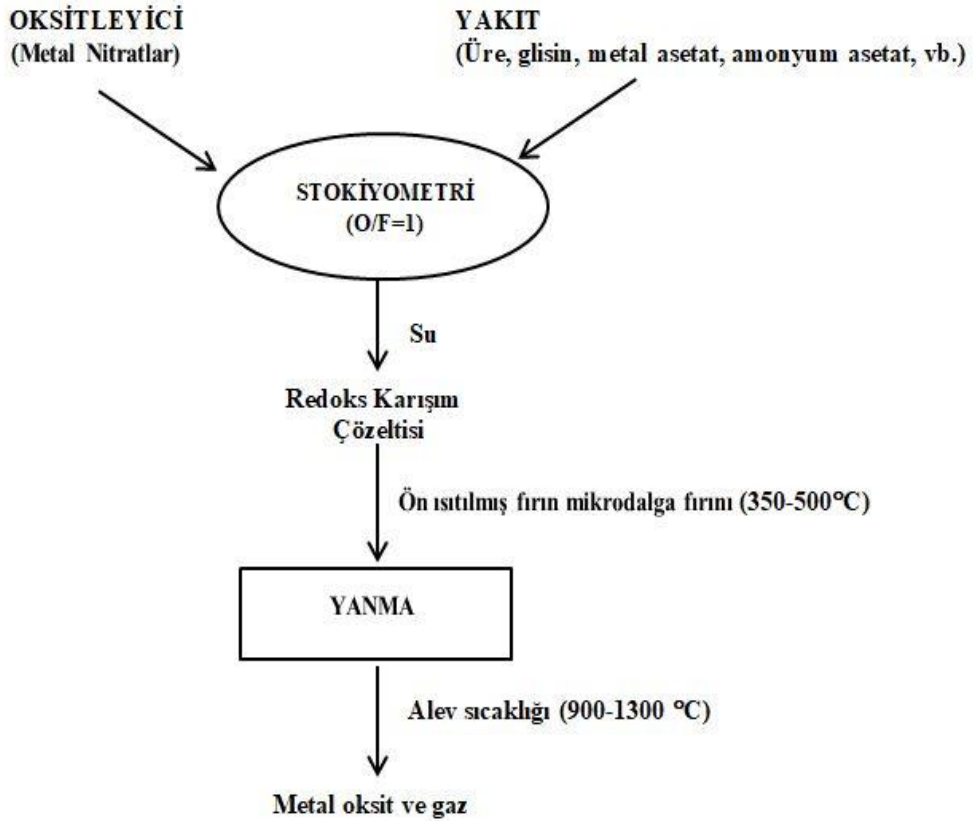 OKSİTLEYİCİ
(Metal Nitratlar)
YAKIT
(Üre, glisin, metal asetat, amonyum asetat, vb.)
STOKİYOMETRİ
(O/F=1)
Su
Redoks Karışım
Çözeltisi
Ön ısıtılmış fırın mikrodalga fırını (350-500°C)
YANMA
Alev sıcaklığı (900-1300 °C)
Metal oksit ve gaz